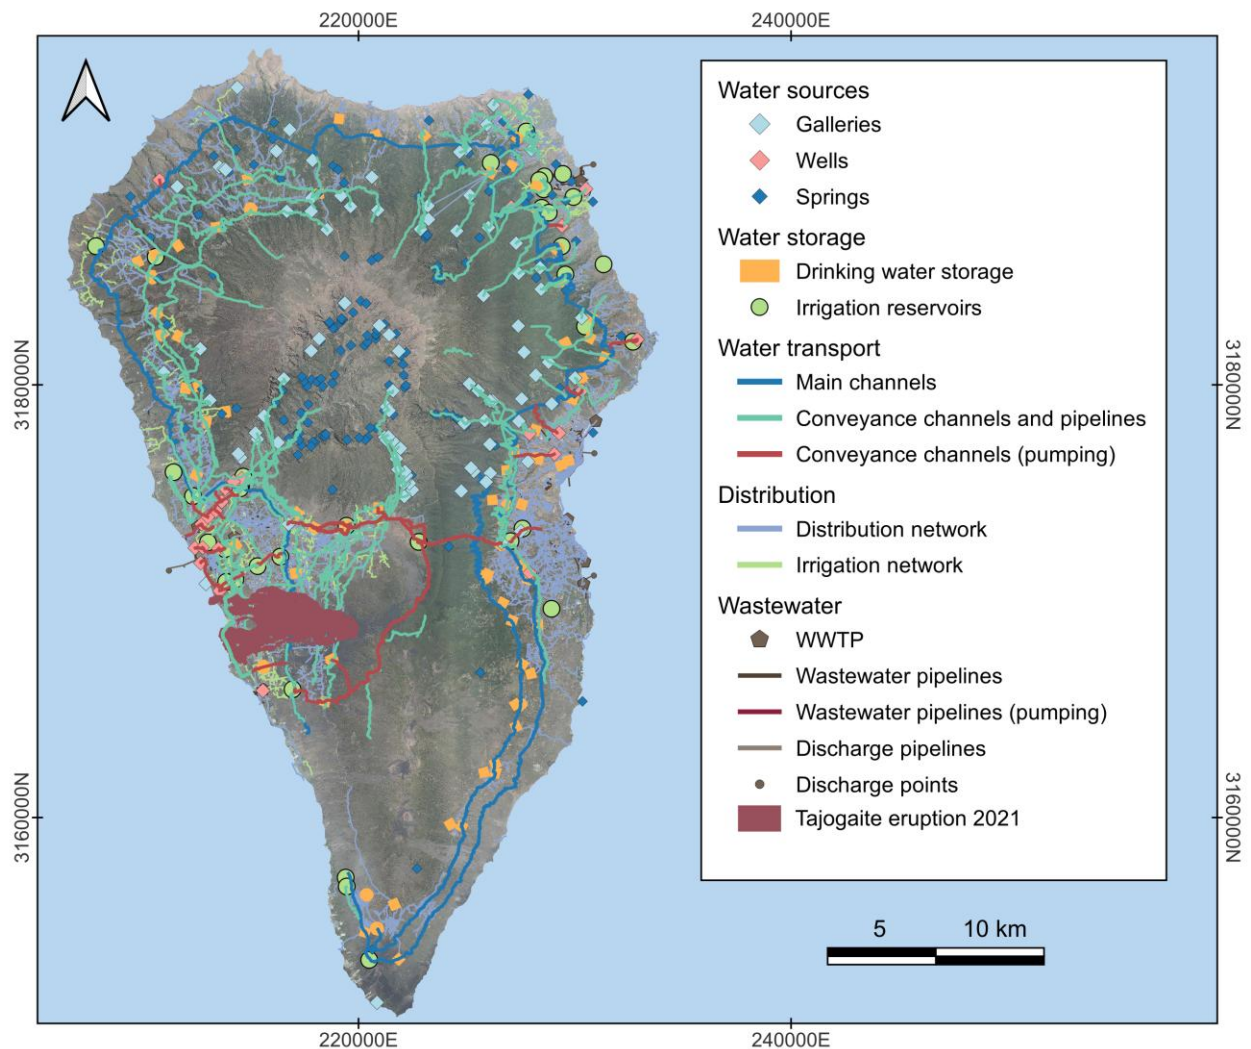 220000E
240000E
3180000N
3180000N
3160000N
3160000N
Water sources
Galleries
Wells
Springs
Water storage
Drinking water storage
Irrigation reservoirs
Water transport
Main channels
Conveyance channels and pipelines
Conveyance channels (pumping)
Distribution
Distribution network
Irrigation network
Wastewater
WWTP
Wastewater pipelines
Wastewater pipelines (pumping)
Discharge pipelines
Discharge points
Tajogaite eruption 2021
5 10 km
220000E
240000E